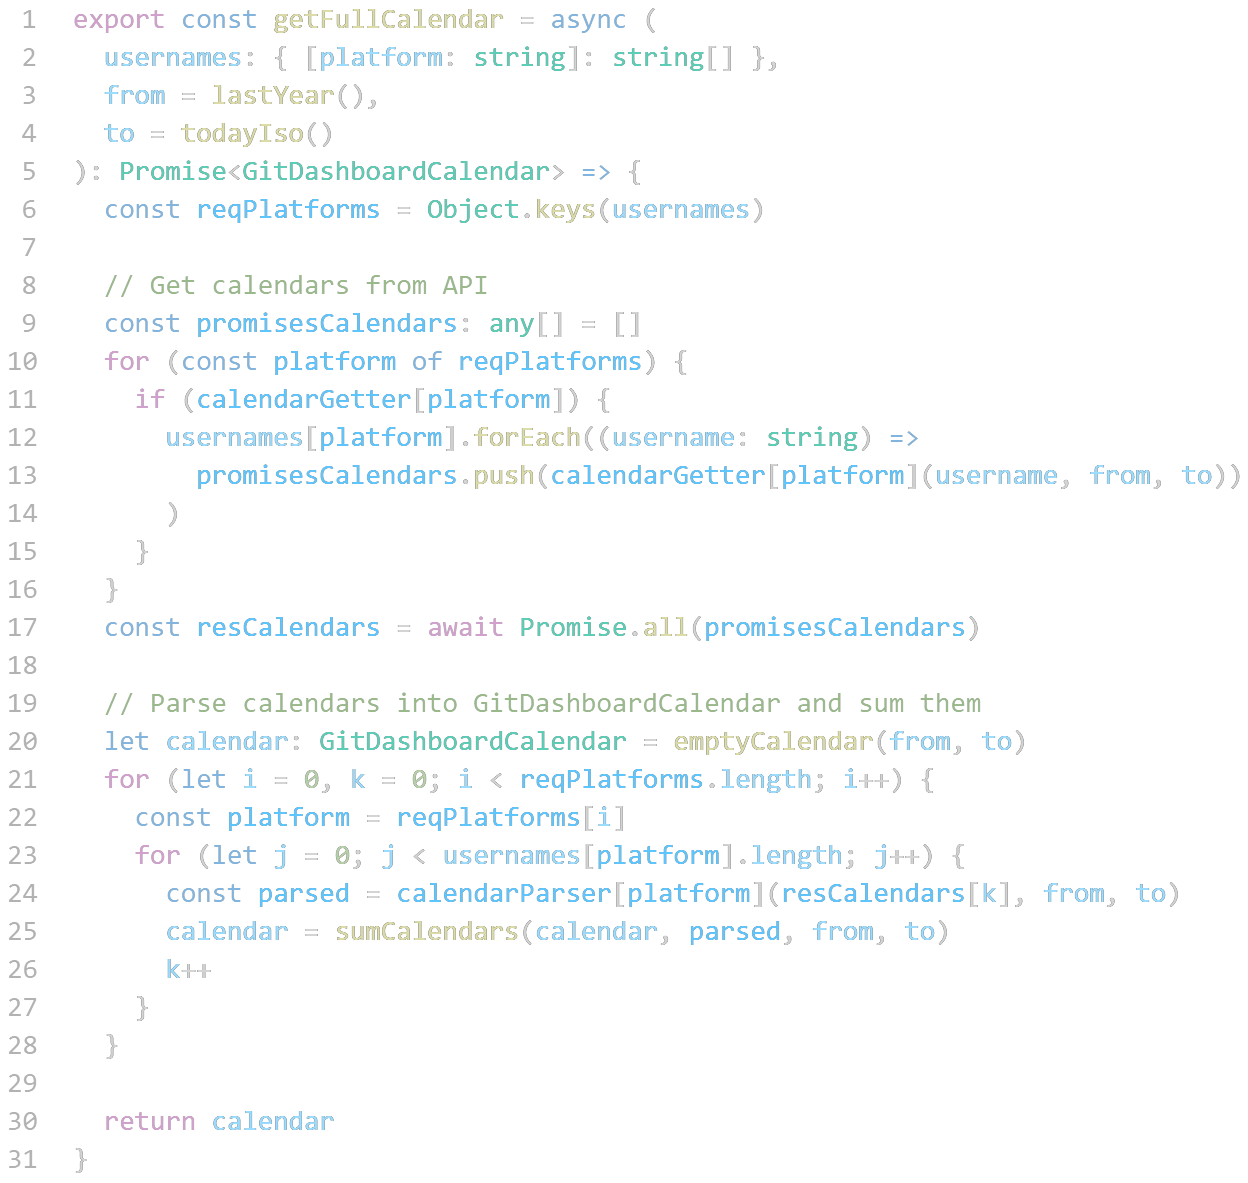 1 export const getFullCalendar = async (
2 usernames: { [platform: string]: string[] },
3 from = lastYear(),
4 to = todayIso()
5 ): Promise<GitDashboardCalendar> => {
6 const reqPlatforms = Object.keys(usernames)
7
8 // Get calendars from API
9 const promisesCalendars: any[] = []
10 for (const platform of reqPlatforms) {
11 if (calendarGetter[platform]) {
12 usernames[platform].forEach((username: string) =>
13 promisesCalendars.push(calendarGetter[platform](username, from, to))
14 )
15 }
16 }
17 const resCalendars = await Promise.all(promisesCalendars)
18
19 // Parse calendars into GitDashboardCalendar and sum them
20 let calendar: GitDashboardCalendar = emptyCalendar(from, to)
21 for (let i = 0, k = 0; i < reqPlatforms.length; i++) {
22 const platform = reqPlatforms[i]
23 for (let j = 0; j < usernames[platform].length; j++) {
24 const parsed = calendarParser[platform](resCalendars[k], from, to)
25 calendar = sumCalendars(calendar, parsed, from, to)
26 k++
27 }
28 }
29
30 return calendar
31 }